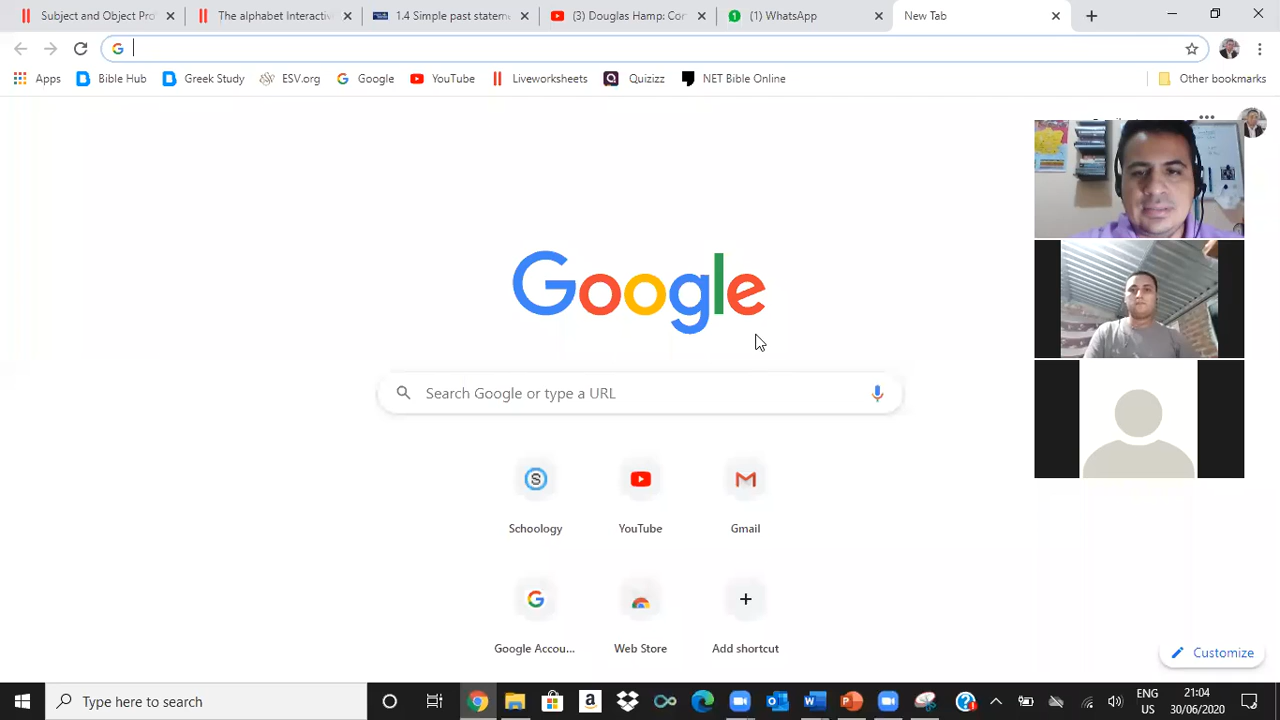 Subject and Object Pro
The alphabet Interactiv
1.4 Simple past statem
(3) Douglas Hamp: Cor
(1) WhatsApp
New Tab
Apps
Bible Hub
Greek Study
ESV.org
Google
YouTube
Liveworksheets
Quizizz
NET Bible Online
Other bookmarks
Google
Search Google or type a URL
Schoology
YouTube
Gmail
Google Accou...
Web Store
Add shortcut
Customize
Type here to search
ENG
US
21:04
30/06/2020